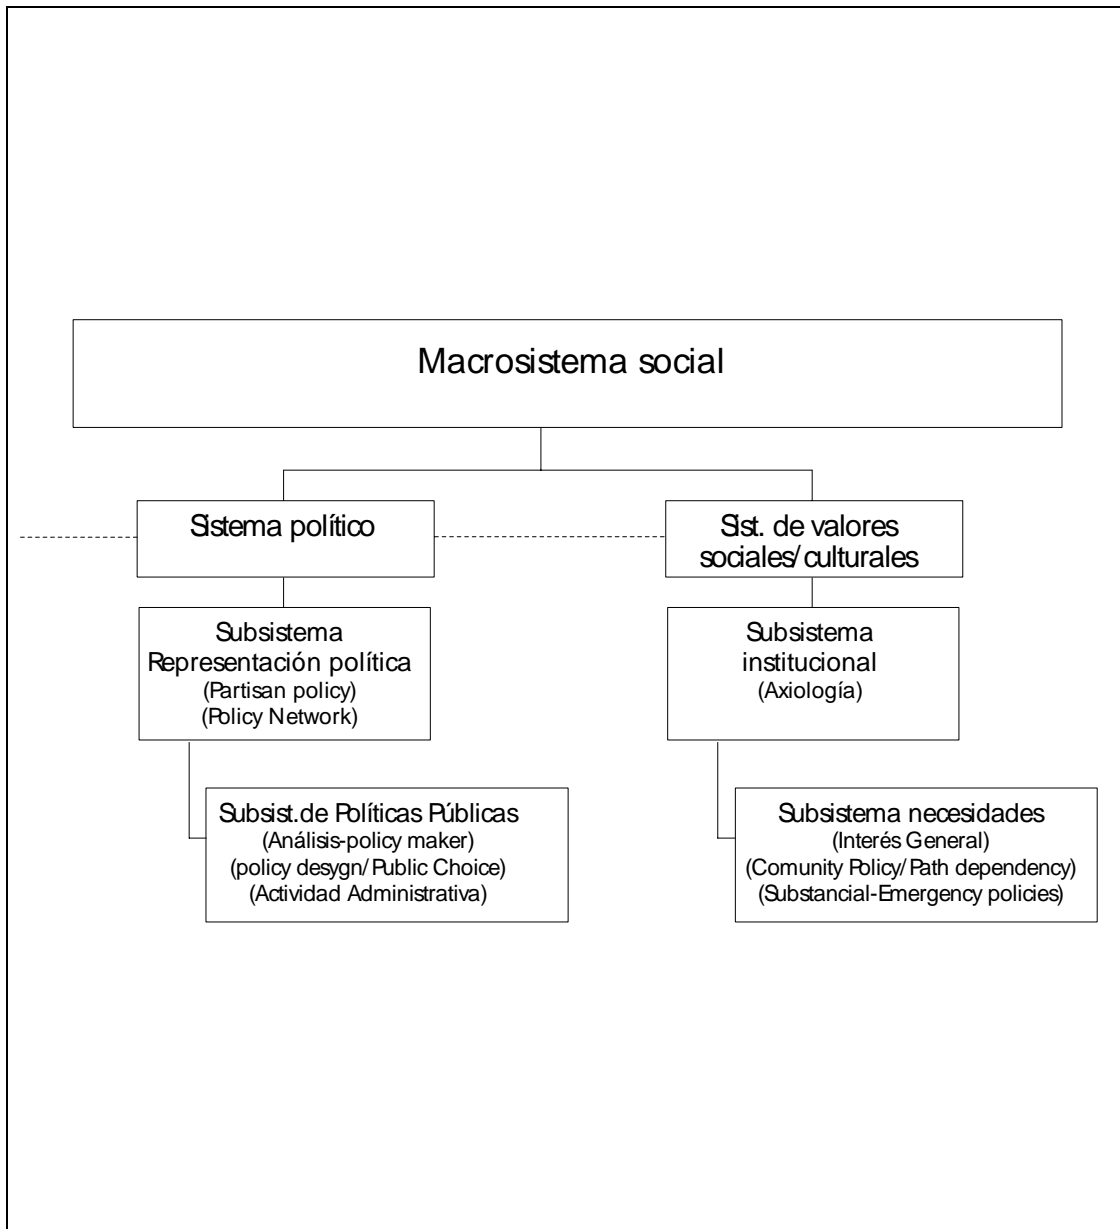 Macrosistema social
Sistema político
Sist. de valores
sociales/culturales
Subsistema
Representación política
(Partisan policy)
(Policy Network)
Subsistema
institucional
(Axiología)
Subsist.de Políticas Públicas
(Análisis-policy maker)
(policy desygn/Public Choice)
(Actividad Administrativa)
Subsistema necesidades
(Interés General)
(Comunity Policy/Path dependency)
(Substancial-Emergency policies)